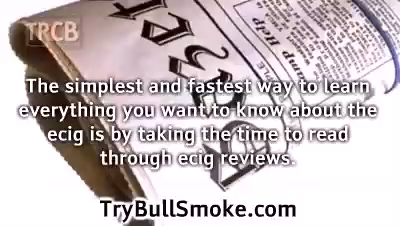 TRCB
The simplest and fastest way to learn
everything you want to know about the
ecig is by taking the time to read
through ecig reviews.
TryBullSmoke.com